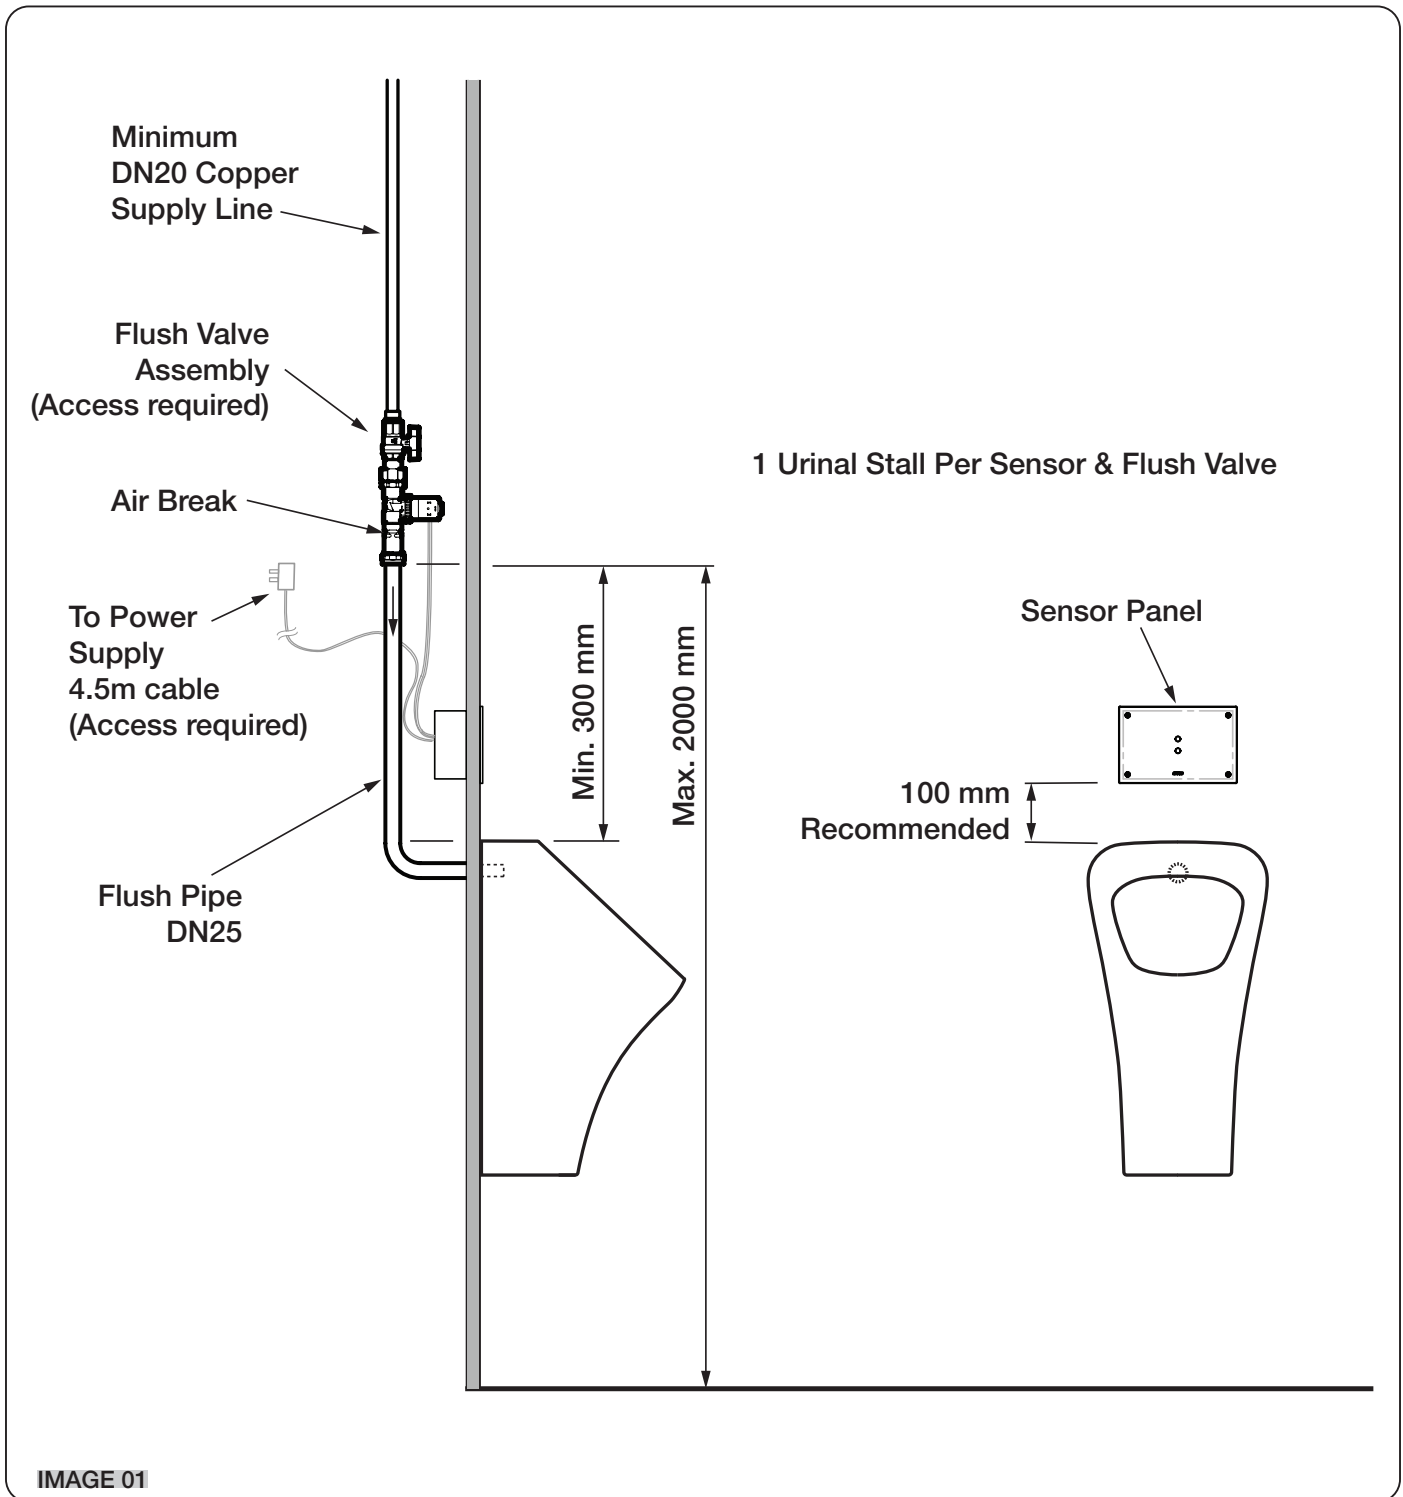 Minimum
DN20 Copper
Supply Line
Flush Valve
Assembly
(Access required)
1 Urinal Stall Per Sensor & Flush Valve
Air Break
To Power
Supply
4.5m cable
(Access required)
Min. 300 mm
Max. 2000 mm
Sensor Panel
100 mm
Recommended
Flush Pipe
DN25
IMAGE 01